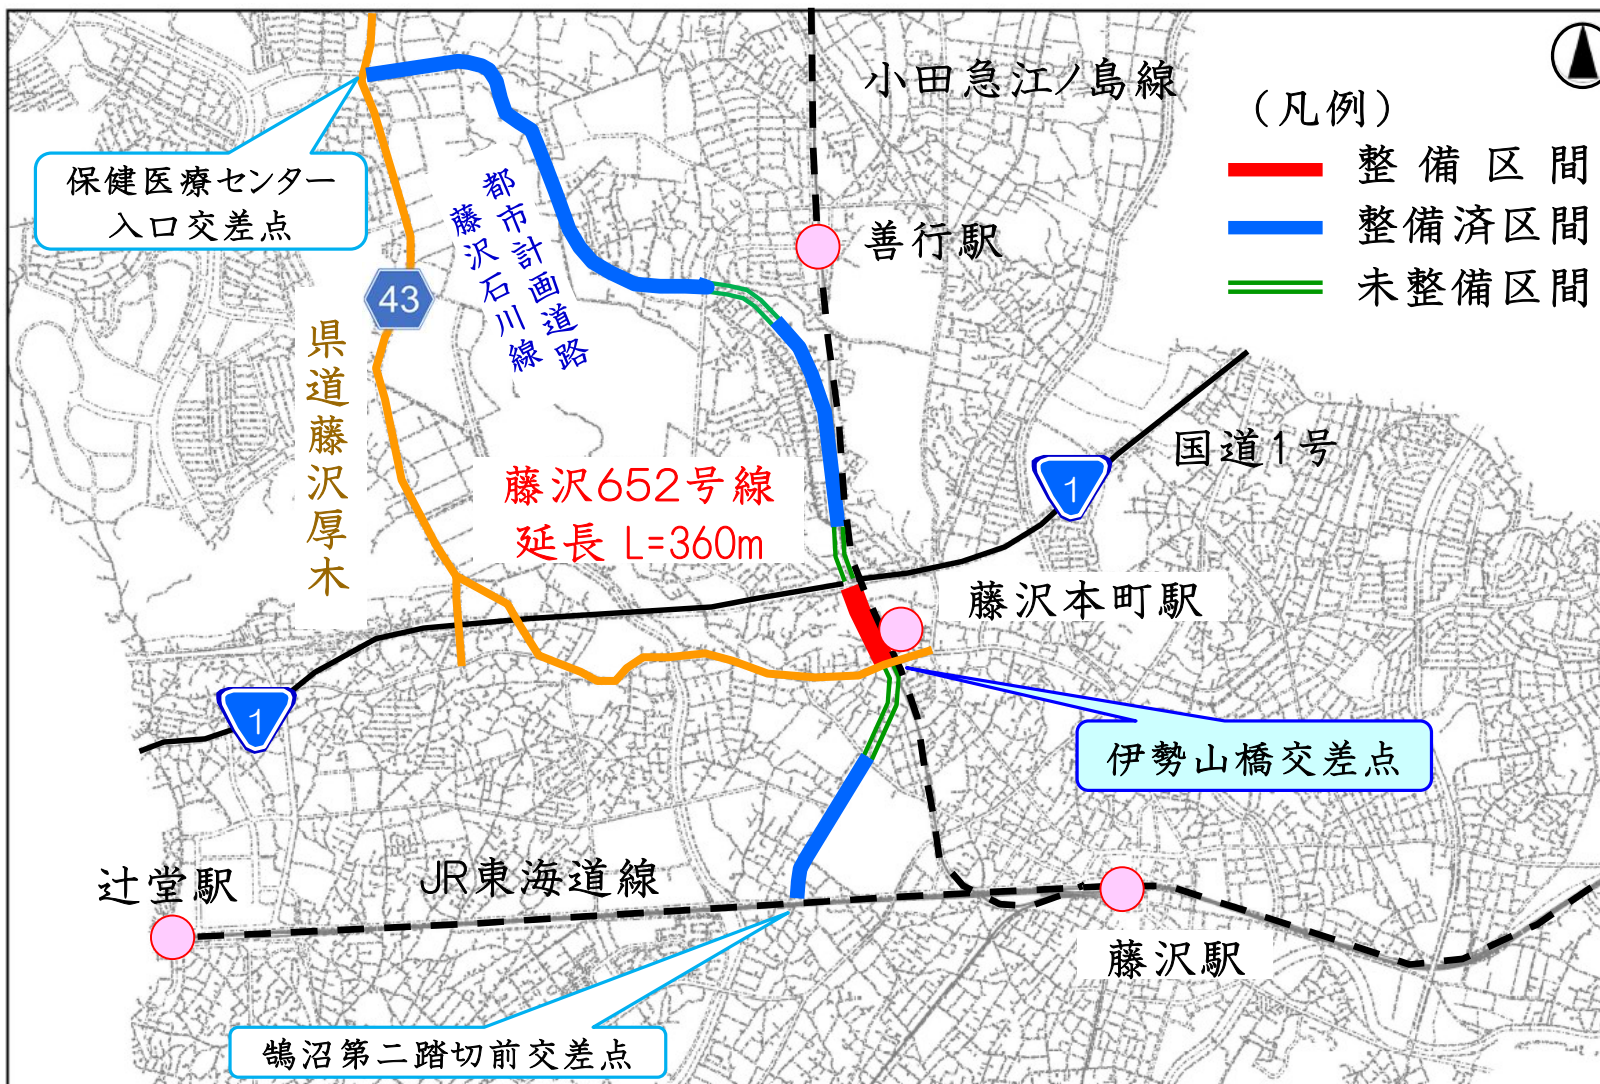 小田急江ノ島線
(凡例)
整備区間
整備済区間
未整備区間
保健医療センター
入口交差点
都市計画道路
藤沢石川線
善行駅
43
県道藤沢厚木
国道1号
1
藤沢652号線
延長 L=360m
藤沢本町駅
1
伊勢山橋交差点
辻堂駅
JR東海道線
藤沢駅
鵠沼第二踏切前交差点